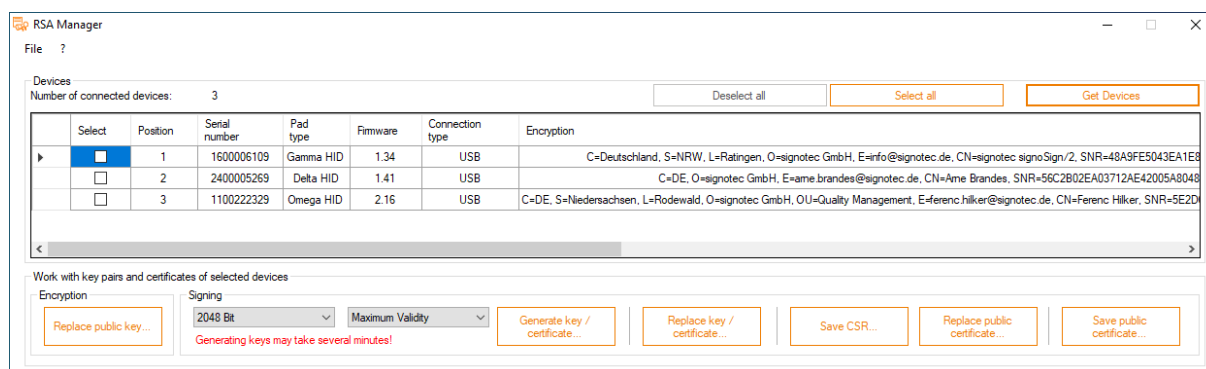 RSA Manager
File ?
Devices
Number of connected devices: 3
Deselect all
Select all
Get Devices
Select Position Serial number Pad type Firmware Connection type Encryption
1 1600006109 Gamma HID 1.34 USB C=Deutschland, S=NRW, L=Ratingen, O=signotec GmbH, E=info@signotec.de, CN=signotec signoSign/2, SNR=48A9FE5043EA1E8
2 2400005269 Delta HID 1.41 USB C=DE, O=signotec GmbH, E=arne.brandes@signotec.de, CN=Arne Brandes, SNR=56C2B02EA03712AE42005A8048
3 1100222329 Omega HID 2.16 USB C=DE, S=Niedersachsen, L=Rodewald, O=signotec GmbH, OU=Quality Management, E=ferenc.hilker@signotec.de, CN=Ferenc Hilker, SNR=5E2D
Work with key pairs and certificates of selected devices
Encryption
Replace public key...
Signing
2048 Bit
Maximum Validity
Generating keys may take several minutes!
Generate key /
certificate...
Replace key /
certificate...
Save CSR...
Replace public
certificate...
Save public
certificate...